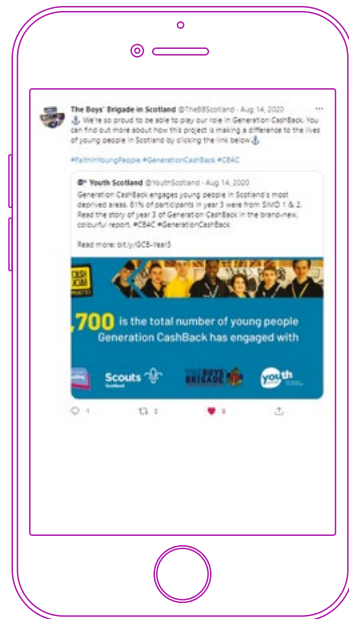 The Boys' Brigade in Scotland @TheBBScotland · Aug 14, 2020
We're so proud to be able to play our role in Generation CashBack. You
can find out more about how this project is making a difference to the lives
of young people in Scotland by clicking the link below
#FaithInYoungPeople #GenerationCashBack #CB4C
Youth Scotland @YouthScotland · Aug 14, 2020
Generation CashBack engages young people in Scotland's most
deprived areas. 81% of participants in year 3 were from SIMD 1 & 2.
Read the story of year 3 of Generation CashBack in the brand-new,
colourful report. #CB4C #GenerationCashBack
Read more: bit.ly/GCB-Year3
CASH
BACK
,700 is the total number of young people
Generation CashBack has engaged with
Scouts
Scotland
THE BOYS'
BRIGADE
youth
1